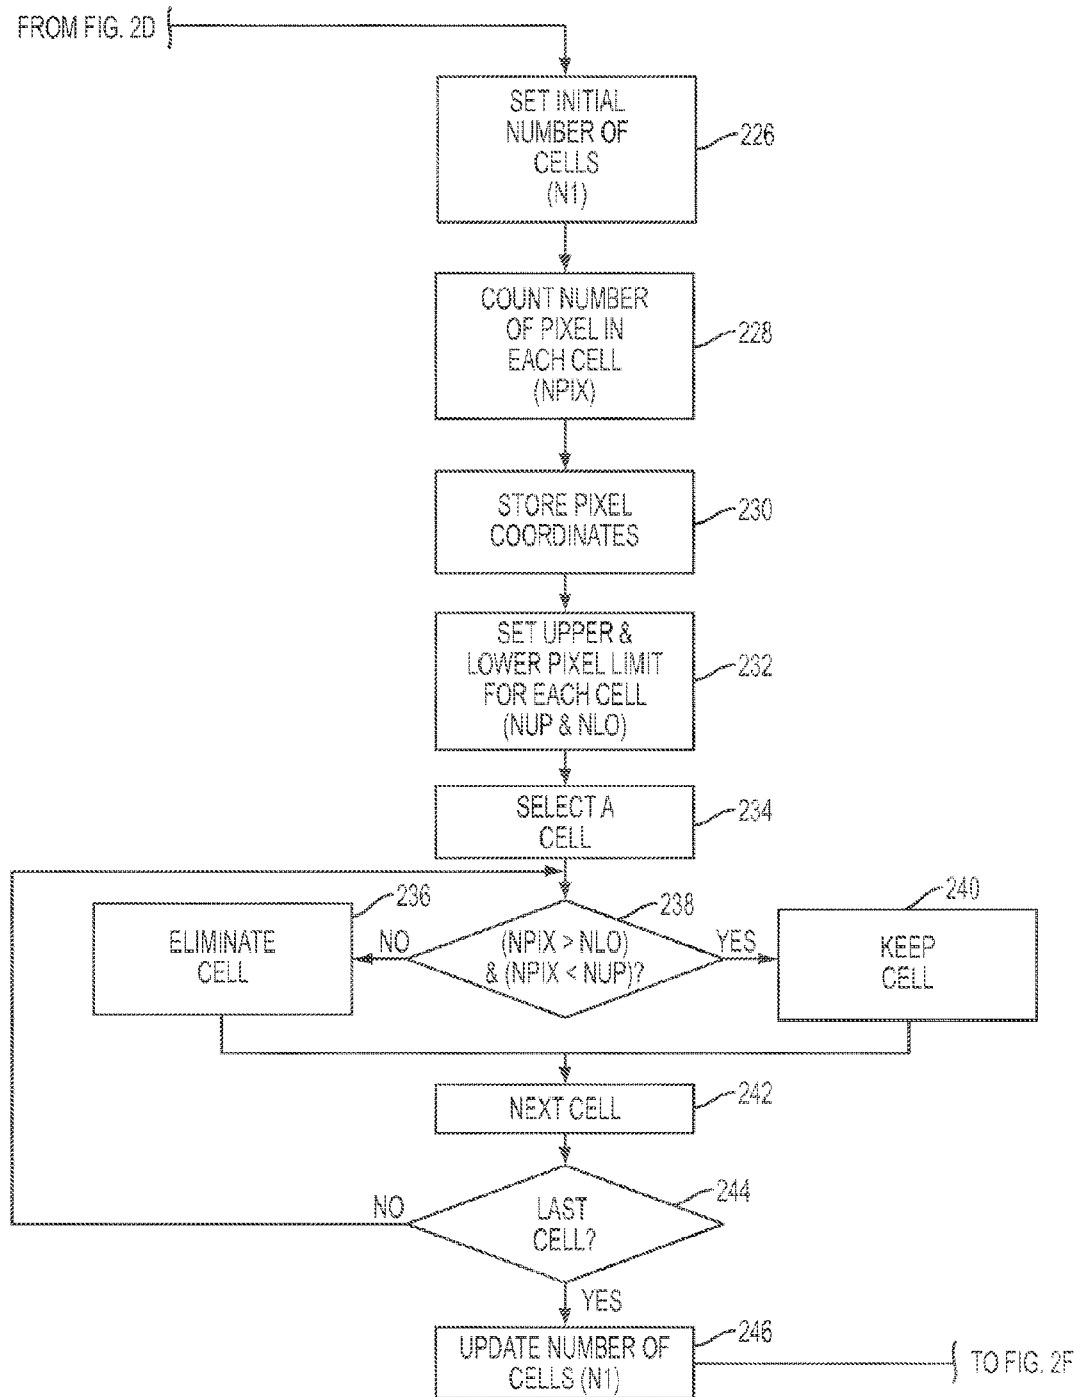 FROM FIG. 2D
SET INITIAL
NUMBER OF
CELLS
(N1)
226
COUNT NUMBER
OF PIXEL IN
EACH CELL
(NPIX)
228
STORE PIXEL
COORDINATES
230
SET UPPER &
LOWER PIXEL LIMIT
FOR EACH CELL
(NUP & NLO)
232
SELECT A
CELL
234
236
ELIMINATE
CELL
NO
238
(NPIX > NLO)
& (NPIX < NUP)?
YES
240
KEEP
CELL
NEXT CELL
242
NO
LAST
CELL?
244
YES
UPDATE NUMBER OF
CELLS (N1)
246
TO FIG. 2F